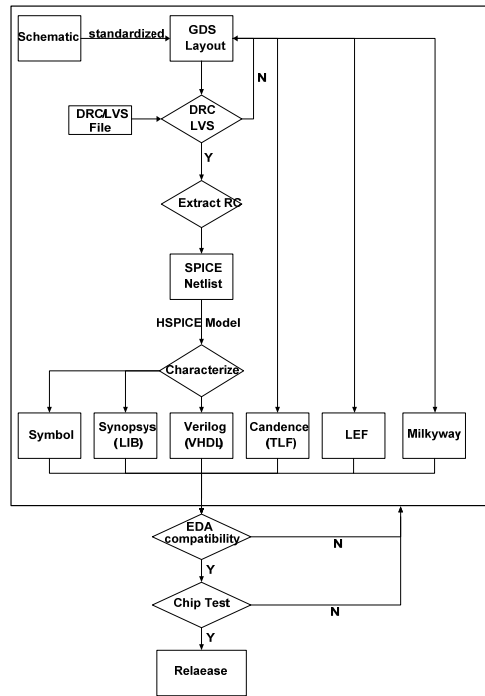 Schematic
standardized
GDS
Layout
N
DRC/LVS
File
DRC
LVS
Y
Extract RC
SPICE
Netlist
HSPICE Model
Characterize
Symbol
Synopsys
(LIB)
Verilog
(VHDL)
Candence
(TLF)
LEF
Milkyway
EDA
compatibility
N
Y
Chip Test
N
Y
Relaease